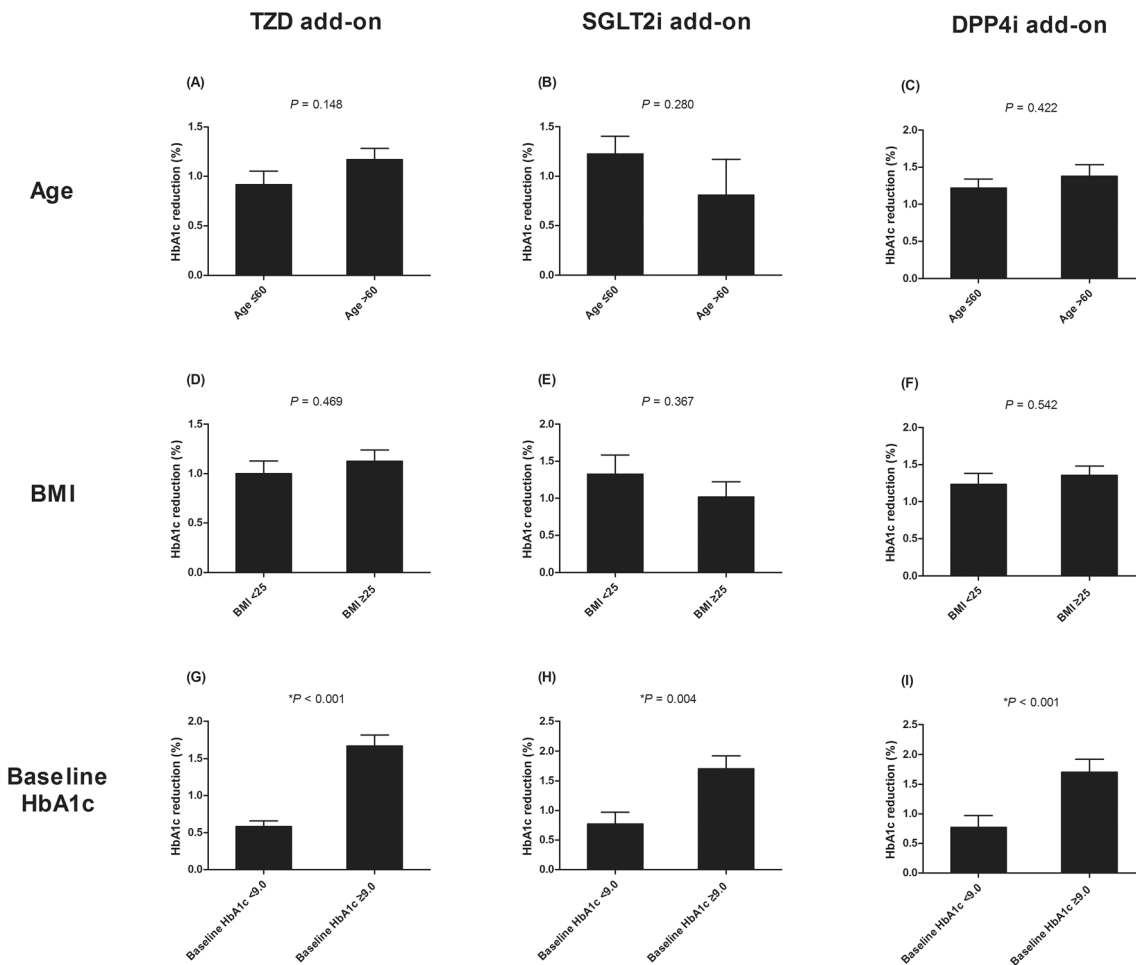 TZD add-on
SGLT2i add-on
DPP4i add-on
Age
(A)
P = 0.148
HbA1c reduction (%)
1.5
1.0
0.5
0.0
Age ≤60
Age >60
(B)
P = 0.280
HbA1c reduction (%)
1.5
1.0
0.5
0.0
Age ≤60
Age >60
(C)
P = 0.422
HbA1c reduction (%)
2.0
1.5
1.0
0.5
0.0
Age ≤60
Age >60
BMI
(D)
P = 0.469
HbA1c reduction (%)
1.5
1.0
0.5
0.0
BMI <25
BMI ≥25
(E)
P = 0.367
HbA1c reduction (%)
2.0
1.5
1.0
0.5
0.0
BMI <25
BMI ≥25
(F)
P = 0.542
HbA1c reduction (%)
2.0
1.5
1.0
0.5
0.0
BMI <25
BMI ≥25
Baseline
HbA1c
(G)
*P < 0.001
HbA1c reduction (%)
2.0
1.5
1.0
0.5
0.0
Baseline HbA1c <9.0
Baseline HbA1c ≥9.0
(H)
*P = 0.004
HbA1c reduction (%)
2.5
2.0
1.5
1.0
0.5
0.0
Baseline HbA1c <9.0
Baseline HbA1c ≥9.0
(I)
*P < 0.001
HbA1c reduction (%)
2.5
2.0
1.5
1.0
0.5
0.0
Baseline HbA1c <9.0
Baseline HbA1c ≥9.0